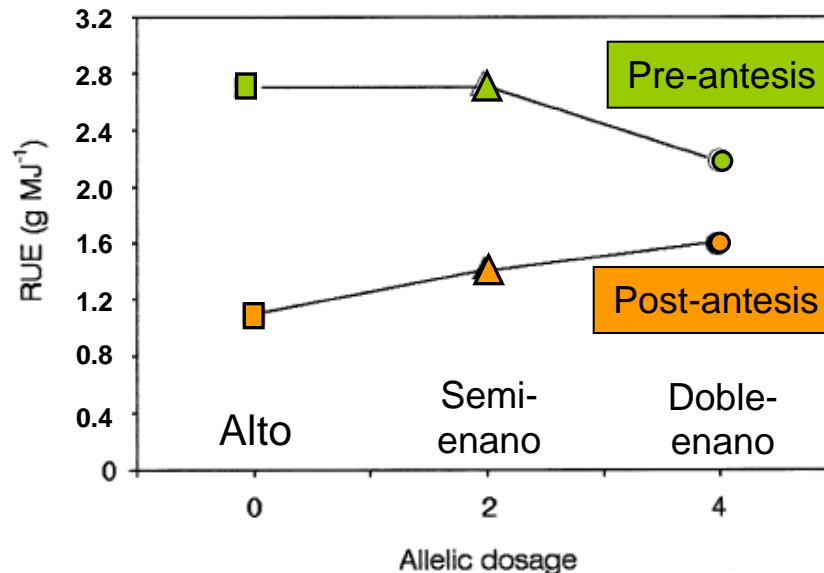 3.2
2.8
2.4
2.0
1.6
1.2
0.8
0.4
0
RUE (g MJ⁻¹)
Pre-antesis
Post-antesis
Alto
Semi-
enano
Doble-
enano
0
2
4
Allelic dosage